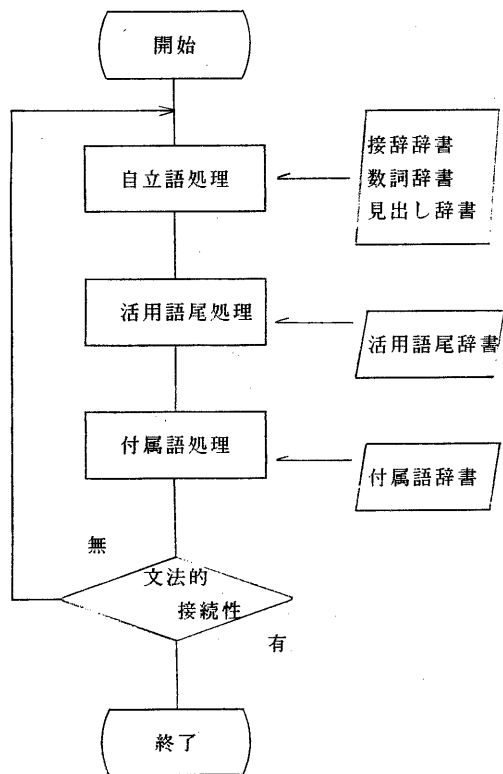 開始
自立語処理
接辞辞書
数詞辞書
見出し辞書
活用語尾処理
活用語尾辞書
付属語処理
付属語辞書
無
文法的
接続性
有
終了